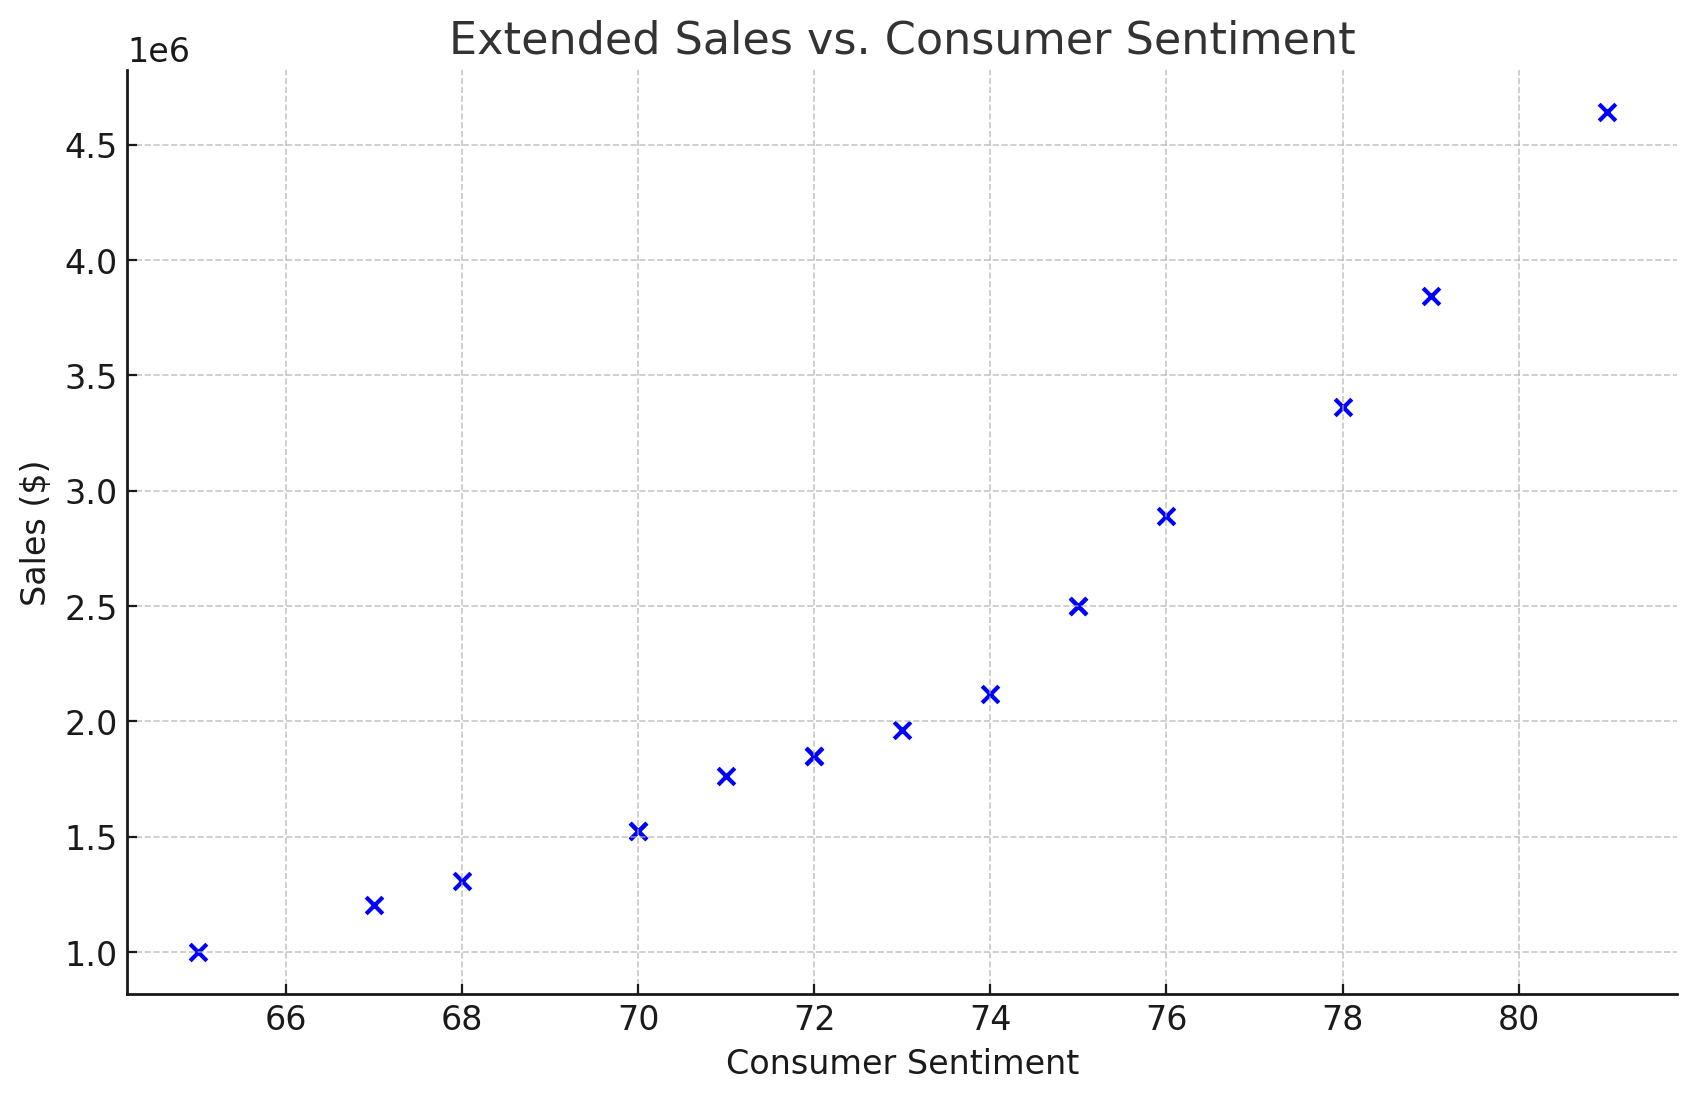 Extended Sales vs. Consumer Sentiment
1e6
4.5
4.0
3.5
3.0
2.5
2.0
1.5
1.0
Sales ($)
66 68 70 72 74 76 78 80
Consumer Sentiment